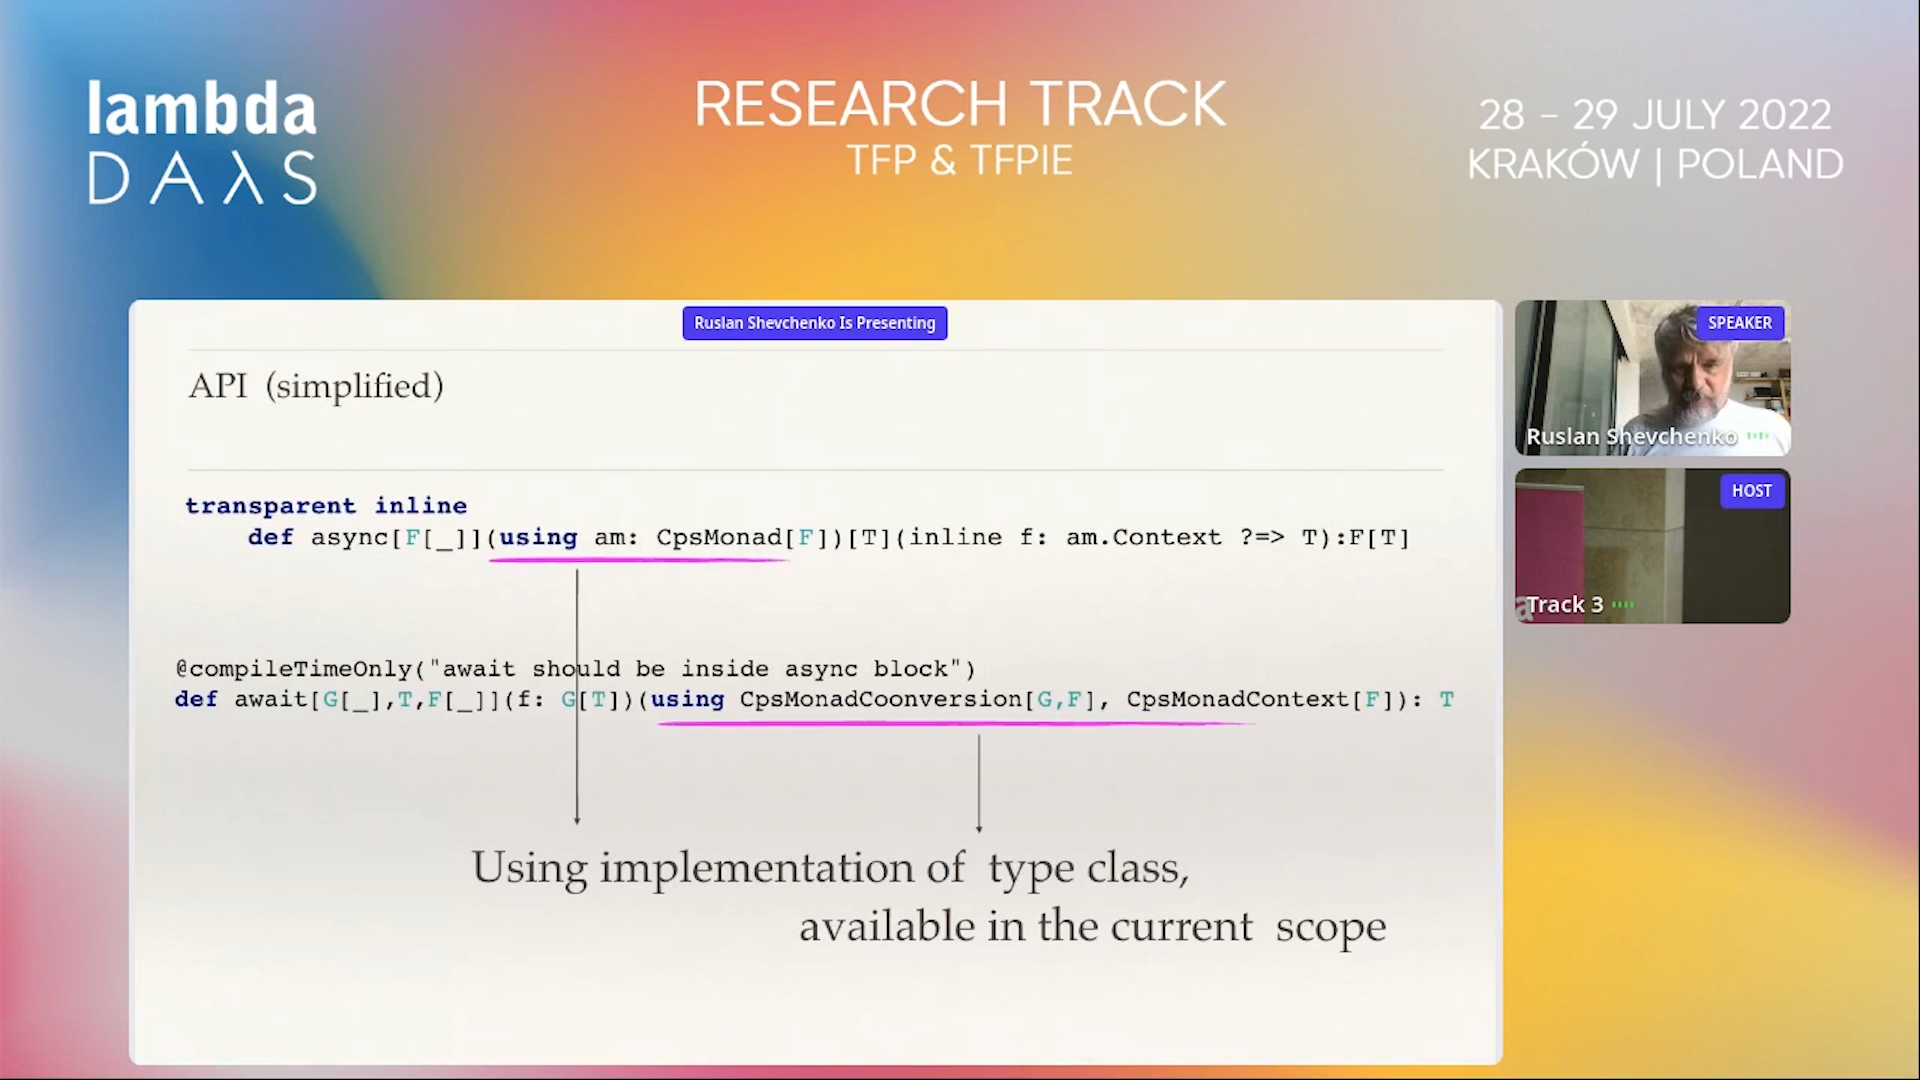 lambda
DAλS
RESEARCH TRACK
TFP & TFPIE
28 – 29 JULY 2022
KRAKÓW | POLAND
Ruslan Shevchenko Is Presenting
API (simplified)
transparent inline
def async[F[_]](using am: CpsMonad[F])[T](inline f: am.Context ?=> T):F[T]
@compileTimeOnly("await should be inside async block")
def await[G[_],T,F[_]](f: G[T])(using CpsMonadCoonversion[G,F], CpsMonadContext[F]): T
Using implementation of type class,
available in the current scope
SPEAKER
Ruslan Shevchenko
HOST
Track 3